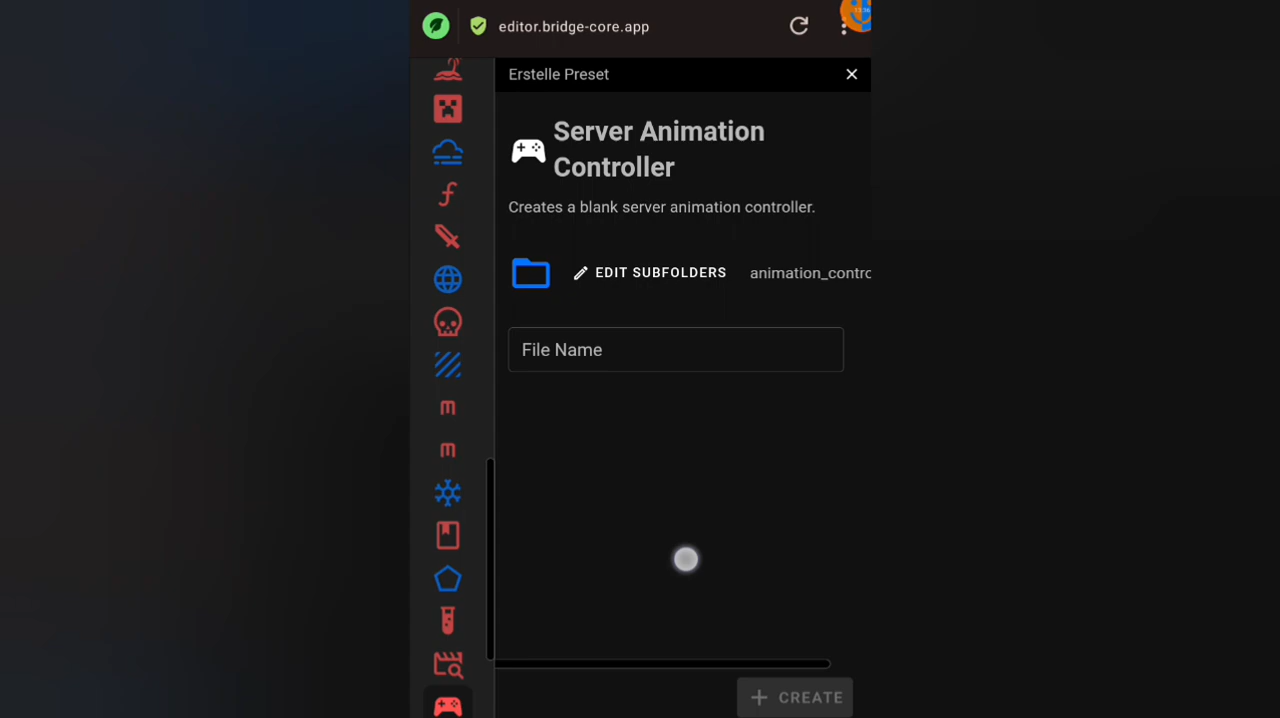 editor.bridge-core.app
Erstelle Preset
Server Animation
Controller
Creates a blank server animation controller.
EDIT SUBFOLDERS animation_contro
File Name
m
m
+ CREATE